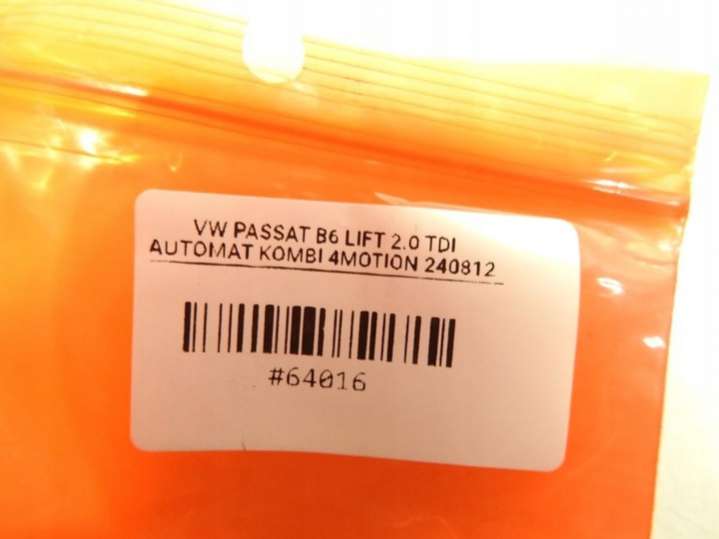 VW PASSAT B6 LIFT 2.0 TDI
AUTOMAT KOMBI 4MOTION 240812
#64016